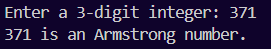 Enter a 3-digit integer: 371
371 is an Armstrong number.